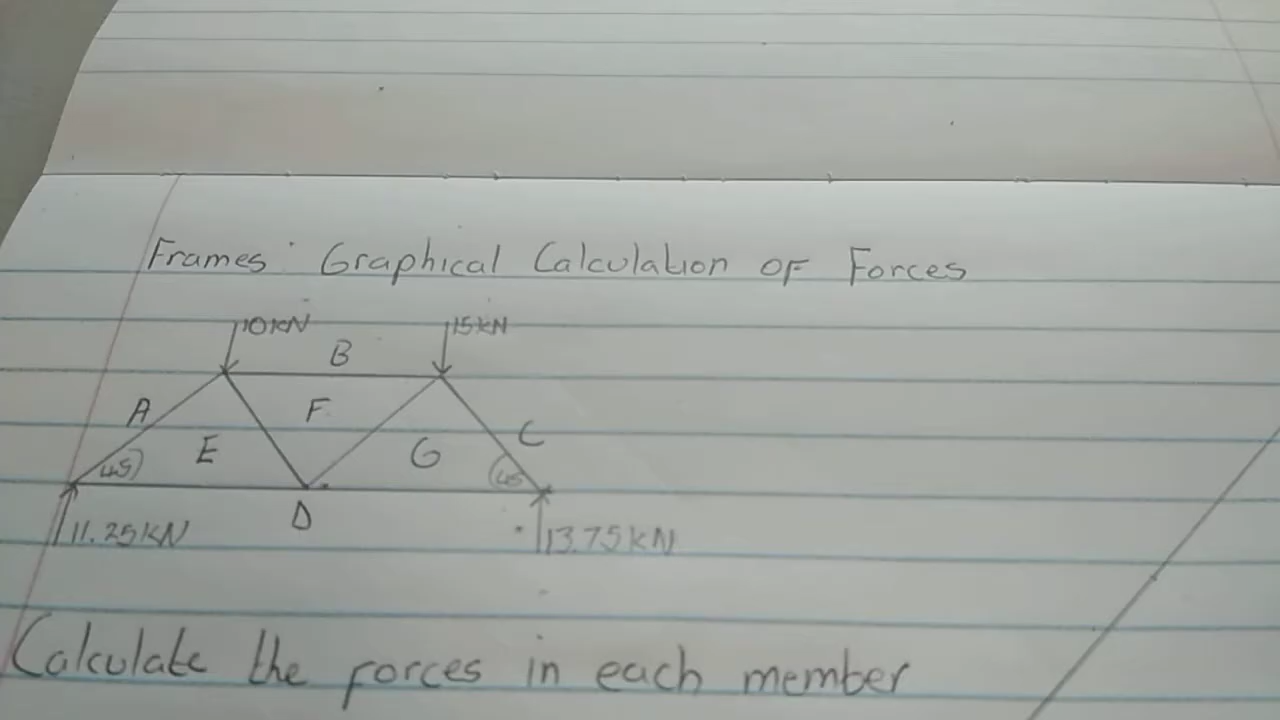 Frames: Graphical Calculation of Forces
10kN 15kN
B
A F
C
E G
45 45
D
11.25kN 13.75kN
Calculate the forces in each member